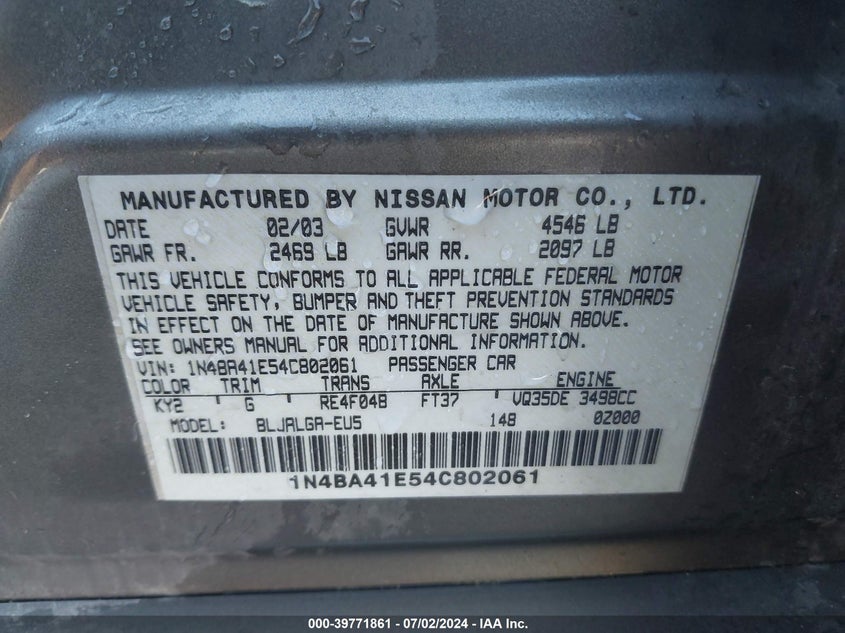 MANUFACTURED BY NISSAN MOTOR CO., LTD.
DATE 02/03 GVWR 4546 LB
GAWR FR. 2469 LB GAWR RR. 2097 LB
THIS VEHICLE CONFORMS TO ALL APPLICABLE FEDERAL MOTOR
VEHICLE SAFETY, BUMPER AND THEFT PREVENTION STANDARDS
IN EFFECT ON THE DATE OF MANUFACTURE SHOWN ABOVE.
SEE OWNERS MANUAL FOR ADDITIONAL INFORMATION.
VIN: 1N4BA41E54C802061 PASSENGER CAR
COLOR TRIM TRANS AXLE ENGINE
KY2 G RE4F04B FT37 VQ35DE 3498CC
MODEL: BLJALGA-EU5 148 0Z000
1N4BA41E54C802061
000-39771861 | 07/02/2024 | IAA Inc.